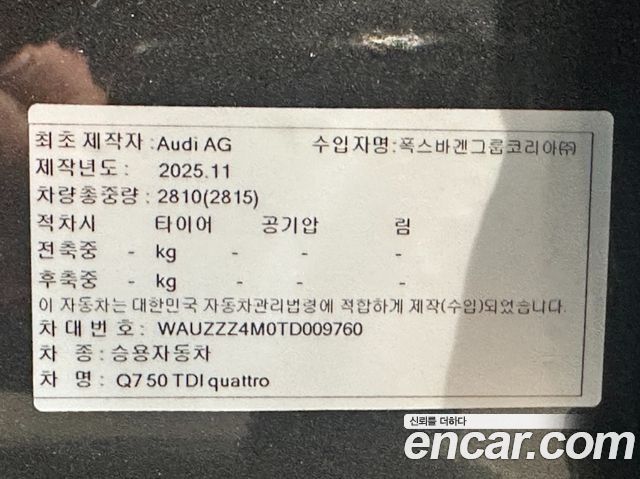 최초 제작자 : Audi AG 수입자명 : 폭스바겐그룹코리아㈜
제작년도 : 2025.11
차량총중량 : 2810(2815)
적차시 타이어 공기압 림
전축중 - kg - - -
후축중 - kg - - -
이 자동차는 대한민국 자동차관리법령에 적합하게 제작(수입)되었습니다.
차 대 번 호 : WAUZZZ4M0TD009760
차 종 : 승용자동차
차 명 : Q7 50 TDI quattro
신뢰를 더하다
encar.com